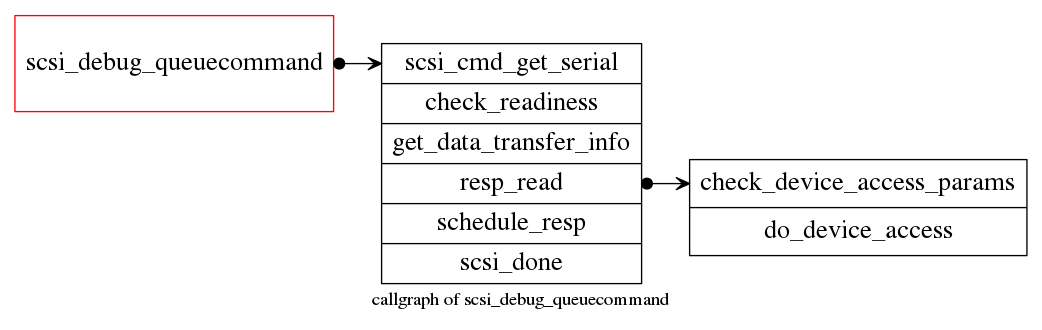 scsi_debug_queuecommand
scsi_cmd_get_serial
check_readiness
get_data_transfer_info
resp_read
schedule_resp
scsi_done
check_device_access_params
do_device_access
callgraph of scsi_debug_queuecommand